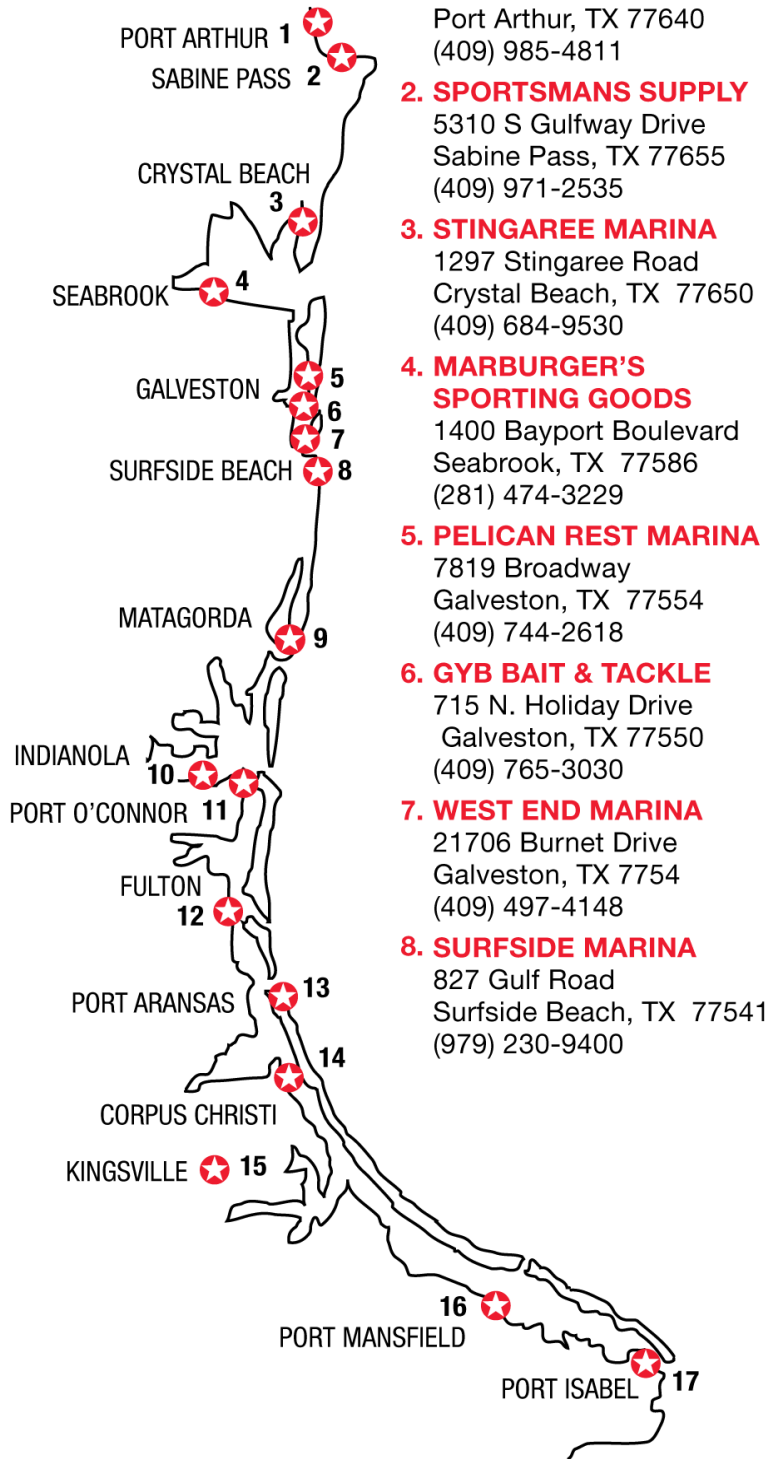 PORT ARTHUR 1
SABINE PASS 2
CRYSTAL BEACH
3
4
SEABROOK
5
GALVESTON
6
7
SURFSIDE BEACH 8
MATAGORDA 9
INDIANOLA
10
PORT O’CONNOR 11
FULTON
12
13
PORT ARANSAS
14
CORPUS CHRISTI
KINGSVILLE 15
16
PORT MANSFIELD
PORT ISABEL 17
Port Arthur, TX 77640
(409) 985-4811
2. SPORTSMANS SUPPLY
5310 S Gulfway Drive
Sabine Pass, TX 77655
(409) 971-2535
3. STINGAREE MARINA
1297 Stingaree Road
Crystal Beach, TX  77650
(409) 684-9530
4. MARBURGER’S
SPORTING GOODS
1400 Bayport Boulevard
Seabrook, TX  77586
(281) 474-3229
5. PELICAN REST MARINA
7819 Broadway
Galveston, TX  77554
(409) 744-2618
6. GYB BAIT & TACKLE
715 N. Holiday Drive
Galveston, TX 77550
(409) 765-3030
7. WEST END MARINA
21706 Burnet Drive
Galveston, TX 7754
(409) 497-4148
8. SURFSIDE MARINA
827 Gulf Road
Surfside Beach, TX  77541
(979) 230-9400